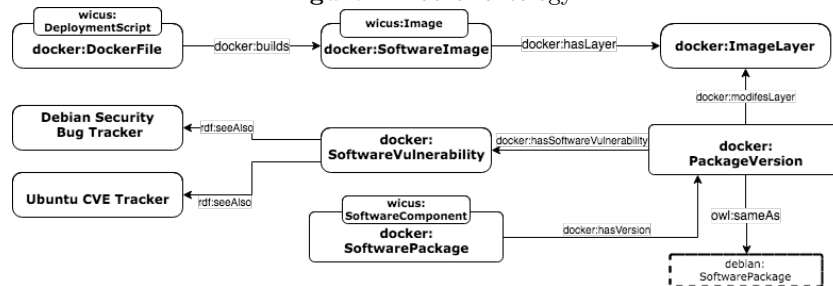 wicus:
DeploymentScript
docker:DockerFile
docker:builds
wicus:Image
docker:SoftwareImage
docker:hasLayer
docker:ImageLayer
docker:modifesLayer
Debian Security
Bug Tracker
rdf:seeAlso
docker:
SoftwareVulnerability
docker:hasSoftwareVulnerability
docker:
PackageVersion
Ubuntu CVE Tracker
rdf:seeAlso
wicus:
SoftwareComponent
docker:
SoftwarePackage
docker:hasVersion
owl:sameAs
debian:
SoftwarePackage